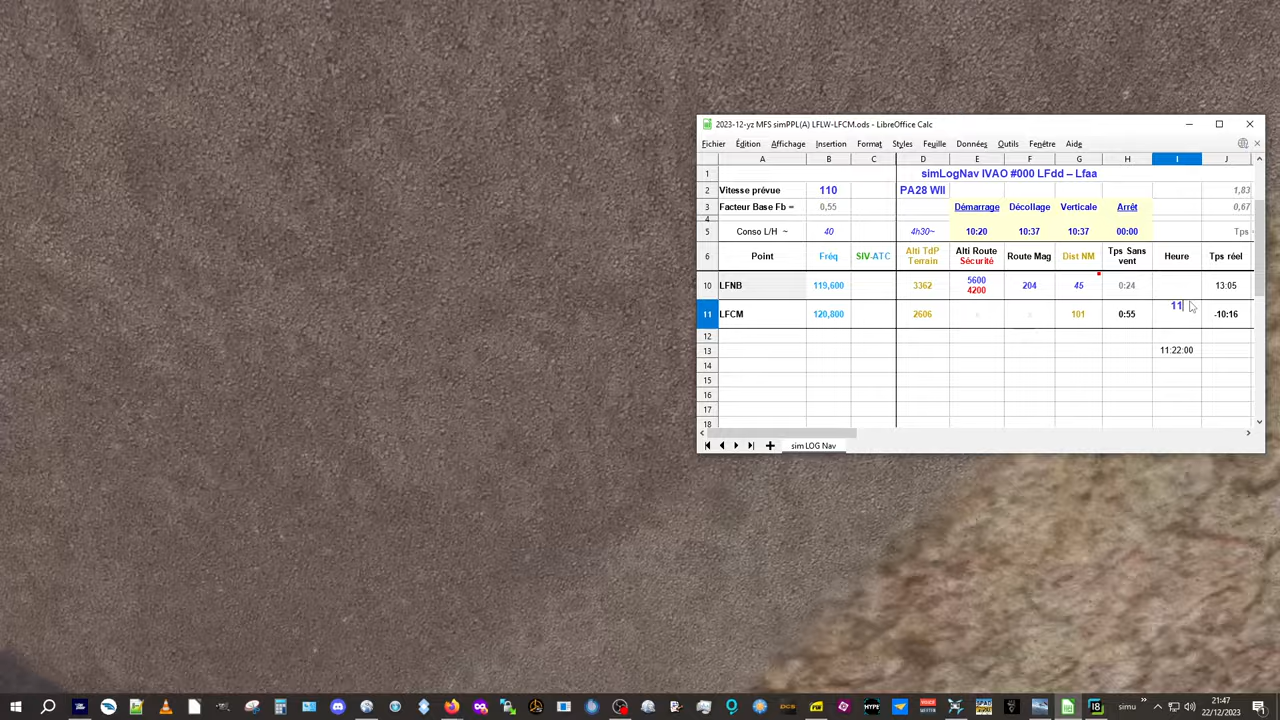 2023-12-yz MFS simPPL(A) LFLW-LFCM.ods - LibreOffice Calc
Fichier Édition Affichage Insertion Format Styles Feuille Données Outils Fenêtre Aide
A B C D E F G H I J
1 simLogNav IVAO #000 LFdd – Lfaa
2 Vitesse prévue 110 PA28 WII 1,83
3 Facteur Base Fb = 0,55 Démarrage Décollage Verticale Arrêt 0,67
4
5 Conso L/H ~ 40 4h30~ 10:20 10:37 10:37 00:00 Tps
6 Point Fréq SIV-ATC Alti TdP Terrain Alti Route Sécurité Route Mag Dist NM Tps Sans vent Heure Tps réel
10 LFNB 119,600 3362 5600 4200 204 45 0:24 13:05
11 LFCM 120,800 2606 101 0:55 11 -10:16
12
13 11:22:00
14
15
16
17
18
sim LOG Nav
simu
21:47
22/12/2023